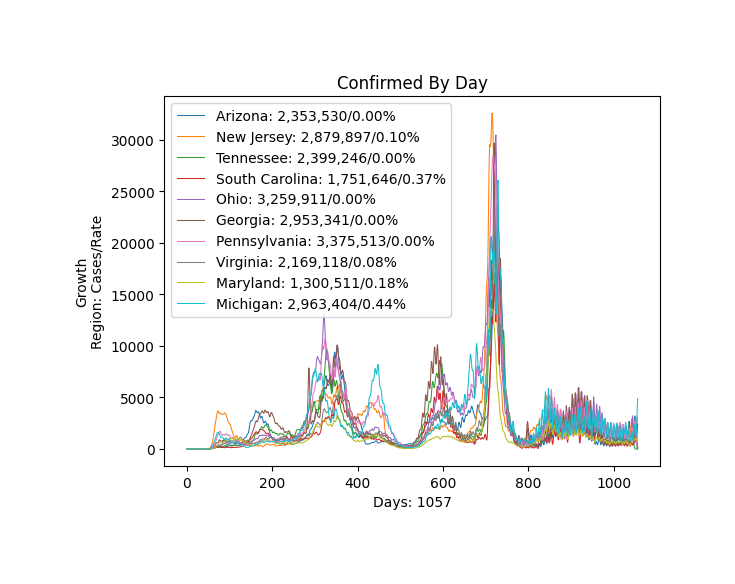 Confirmed By Day
Arizona: 2,353,530/0.00%
New Jersey: 2,879,897/0.10%
Tennessee: 2,399,246/0.00%
South Carolina: 1,751,646/0.37%
Ohio: 3,259,911/0.00%
Georgia: 2,953,341/0.00%
Pennsylvania: 3,375,513/0.00%
Virginia: 2,169,118/0.08%
Maryland: 1,300,511/0.18%
Michigan: 2,963,404/0.44%
30000
25000
20000
15000
10000
5000
0
Growth
Region: Cases/Rate
0 200 400 600 800 1000
Days: 1057